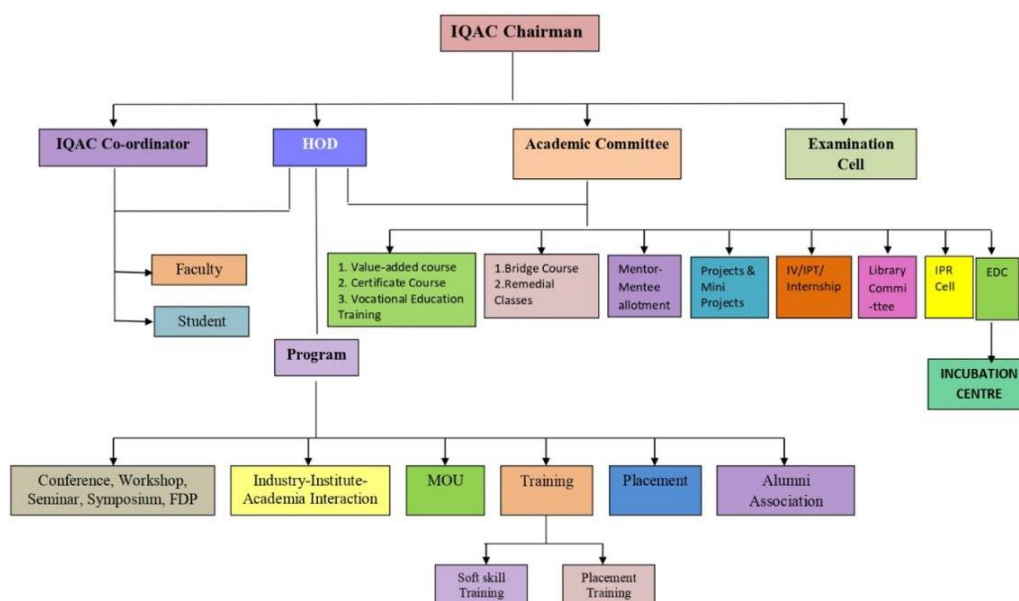 IQAC Chairman
IQAC Co-ordinator
HOD
Academic Committee
Examination
Cell
Faculty
Student
1. Value-added course
2. Certificate Course
3. Vocational Education
Training
1.Bridge Course
2.Remedial
Classes
Mentor-
Mentee
allotment
Projects &
Mini
Projects
IV/IPT/
Internship
Library
Commi
-ttee
IPR
Cell
EDC
Program
INCUBATION
CENTRE
Conference, Workshop,
Seminar, Symposium, FDP
Industry-Institute-
Academia Interaction
MOU
Training
Placement
Alumni
Association
Soft skill
Training
Placement
Training